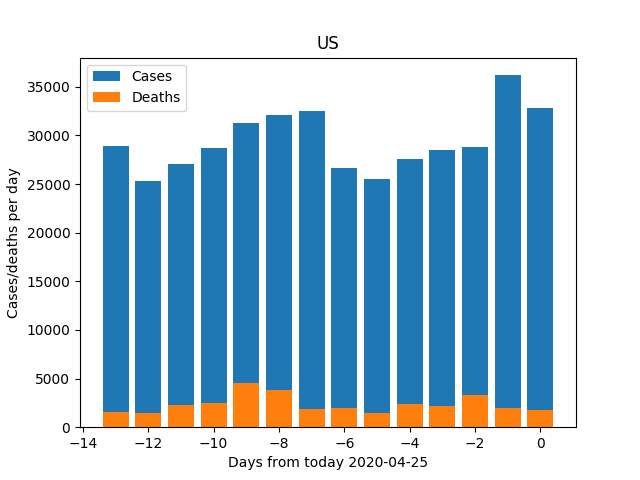 US
Cases
Deaths
Cases/deaths per day
35000
30000
25000
20000
15000
10000
5000
0
−14 −12 −10 −8 −6 −4 −2 0
Days from today 2020-04-25